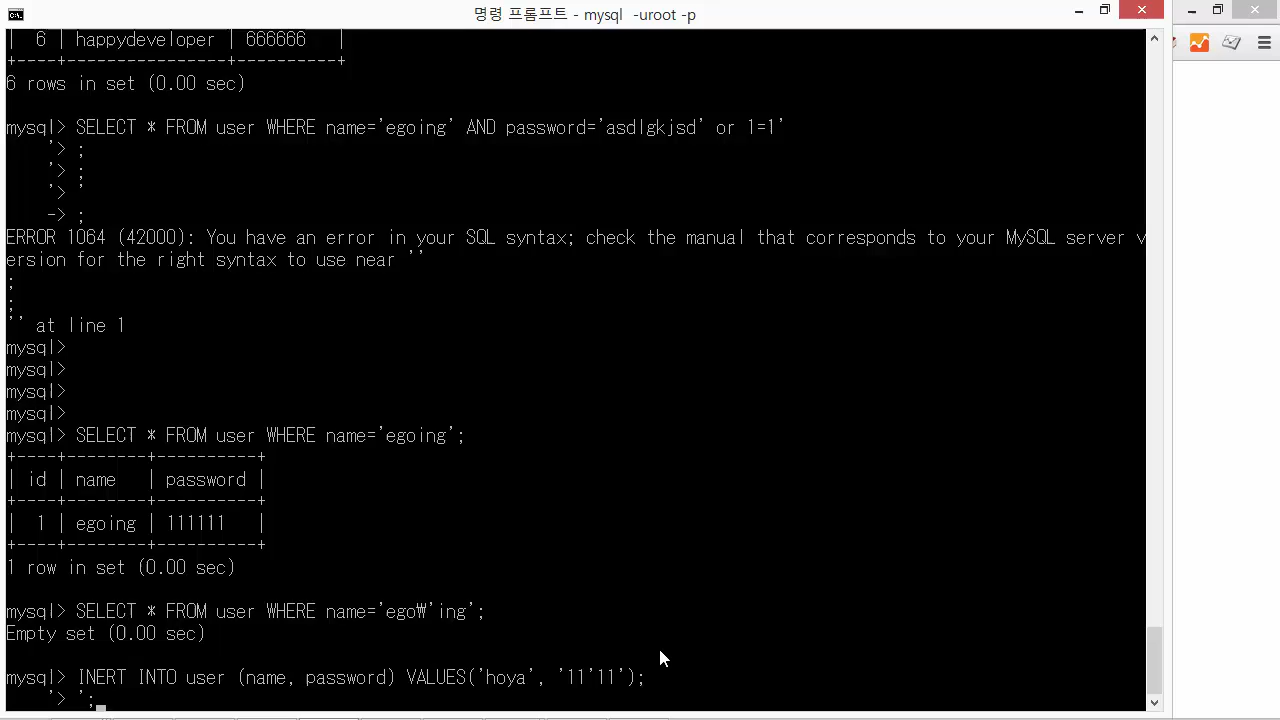 명령 프롬프트 - mysql  -uroot -p
|  6 | happydeveloper | 666666   |
+----+----------------+----------+
6 rows in set (0.00 sec)
mysql> SELECT * FROM user WHERE name='egoing' AND password='asdlgkjsd' or 1=1'
    '> ;
    '> ;
    '> '
    -> ;
ERROR 1064 (42000): You have an error in your SQL syntax; check the manual that corresponds to your MySQL server v
ersion for the right syntax to use near ''
;
;
'' at line 1
mysql>
mysql>
mysql>
mysql>
mysql> SELECT * FROM user WHERE name='egoing';
+----+--------+----------+
| id | name   | password |
+----+--------+----------+
|  1 | egoing | 111111   |
+----+--------+----------+
1 row in set (0.00 sec)
mysql> SELECT * FROM user WHERE name='ego₩'ing';
Empty set (0.00 sec)
mysql> INERT INTO user (name, password) VALUES('hoya', '11'11');
    '> ';